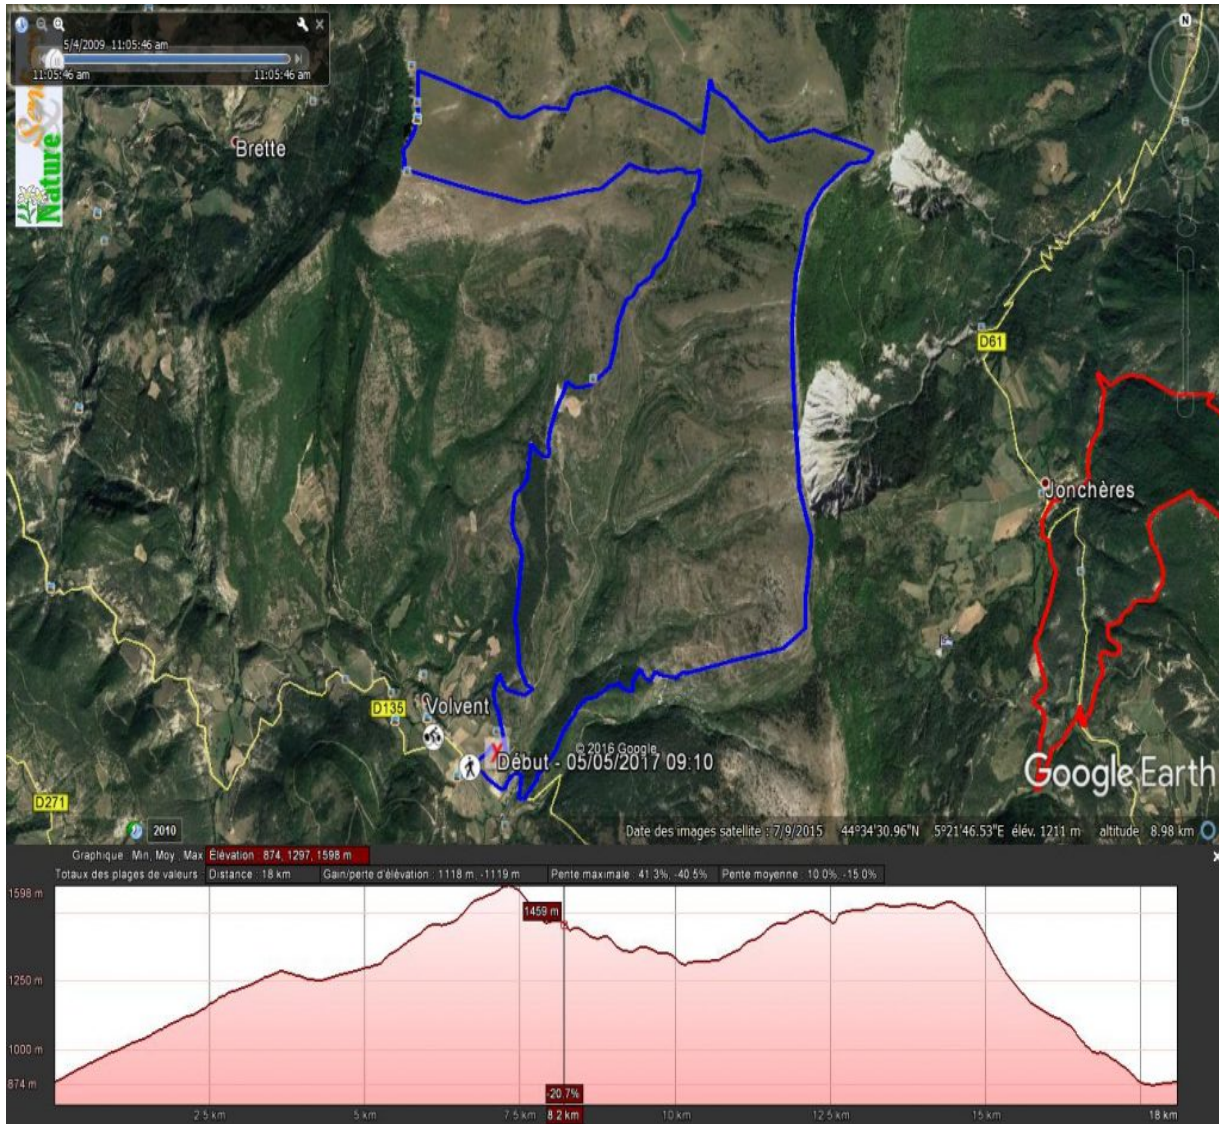 5/4/2009 11:05:46 am
11:05:46 am
11:05:46 am
Nature
N
Brette
D61
Jonchères
D135
Volvent
© 2016 Google
Y
Début - 05/05/2017 09:10
Google Earth
D271
2010
Date des images satellite : 7/9/2015 44°34'30.96"N 5°21'46.53"E élév. 1211 m altitude 8.98 km
Graphique : Min, Moy, Max Élévation : 874, 1297, 1598 m
Totaux des plages de valeurs : Distance : 18 km Gain/perte d'élévation : 1118 m, -1119 m Pente maximale : 41.3%, -40.5% Pente moyenne : 10.0%, -15.0%
1598 m
1459 m
1250 m
1000 m
874 m
-20.7%
2.5 km 5 km 7.5 km 8.2 km 10 km 12.5 km 15 km 18 km